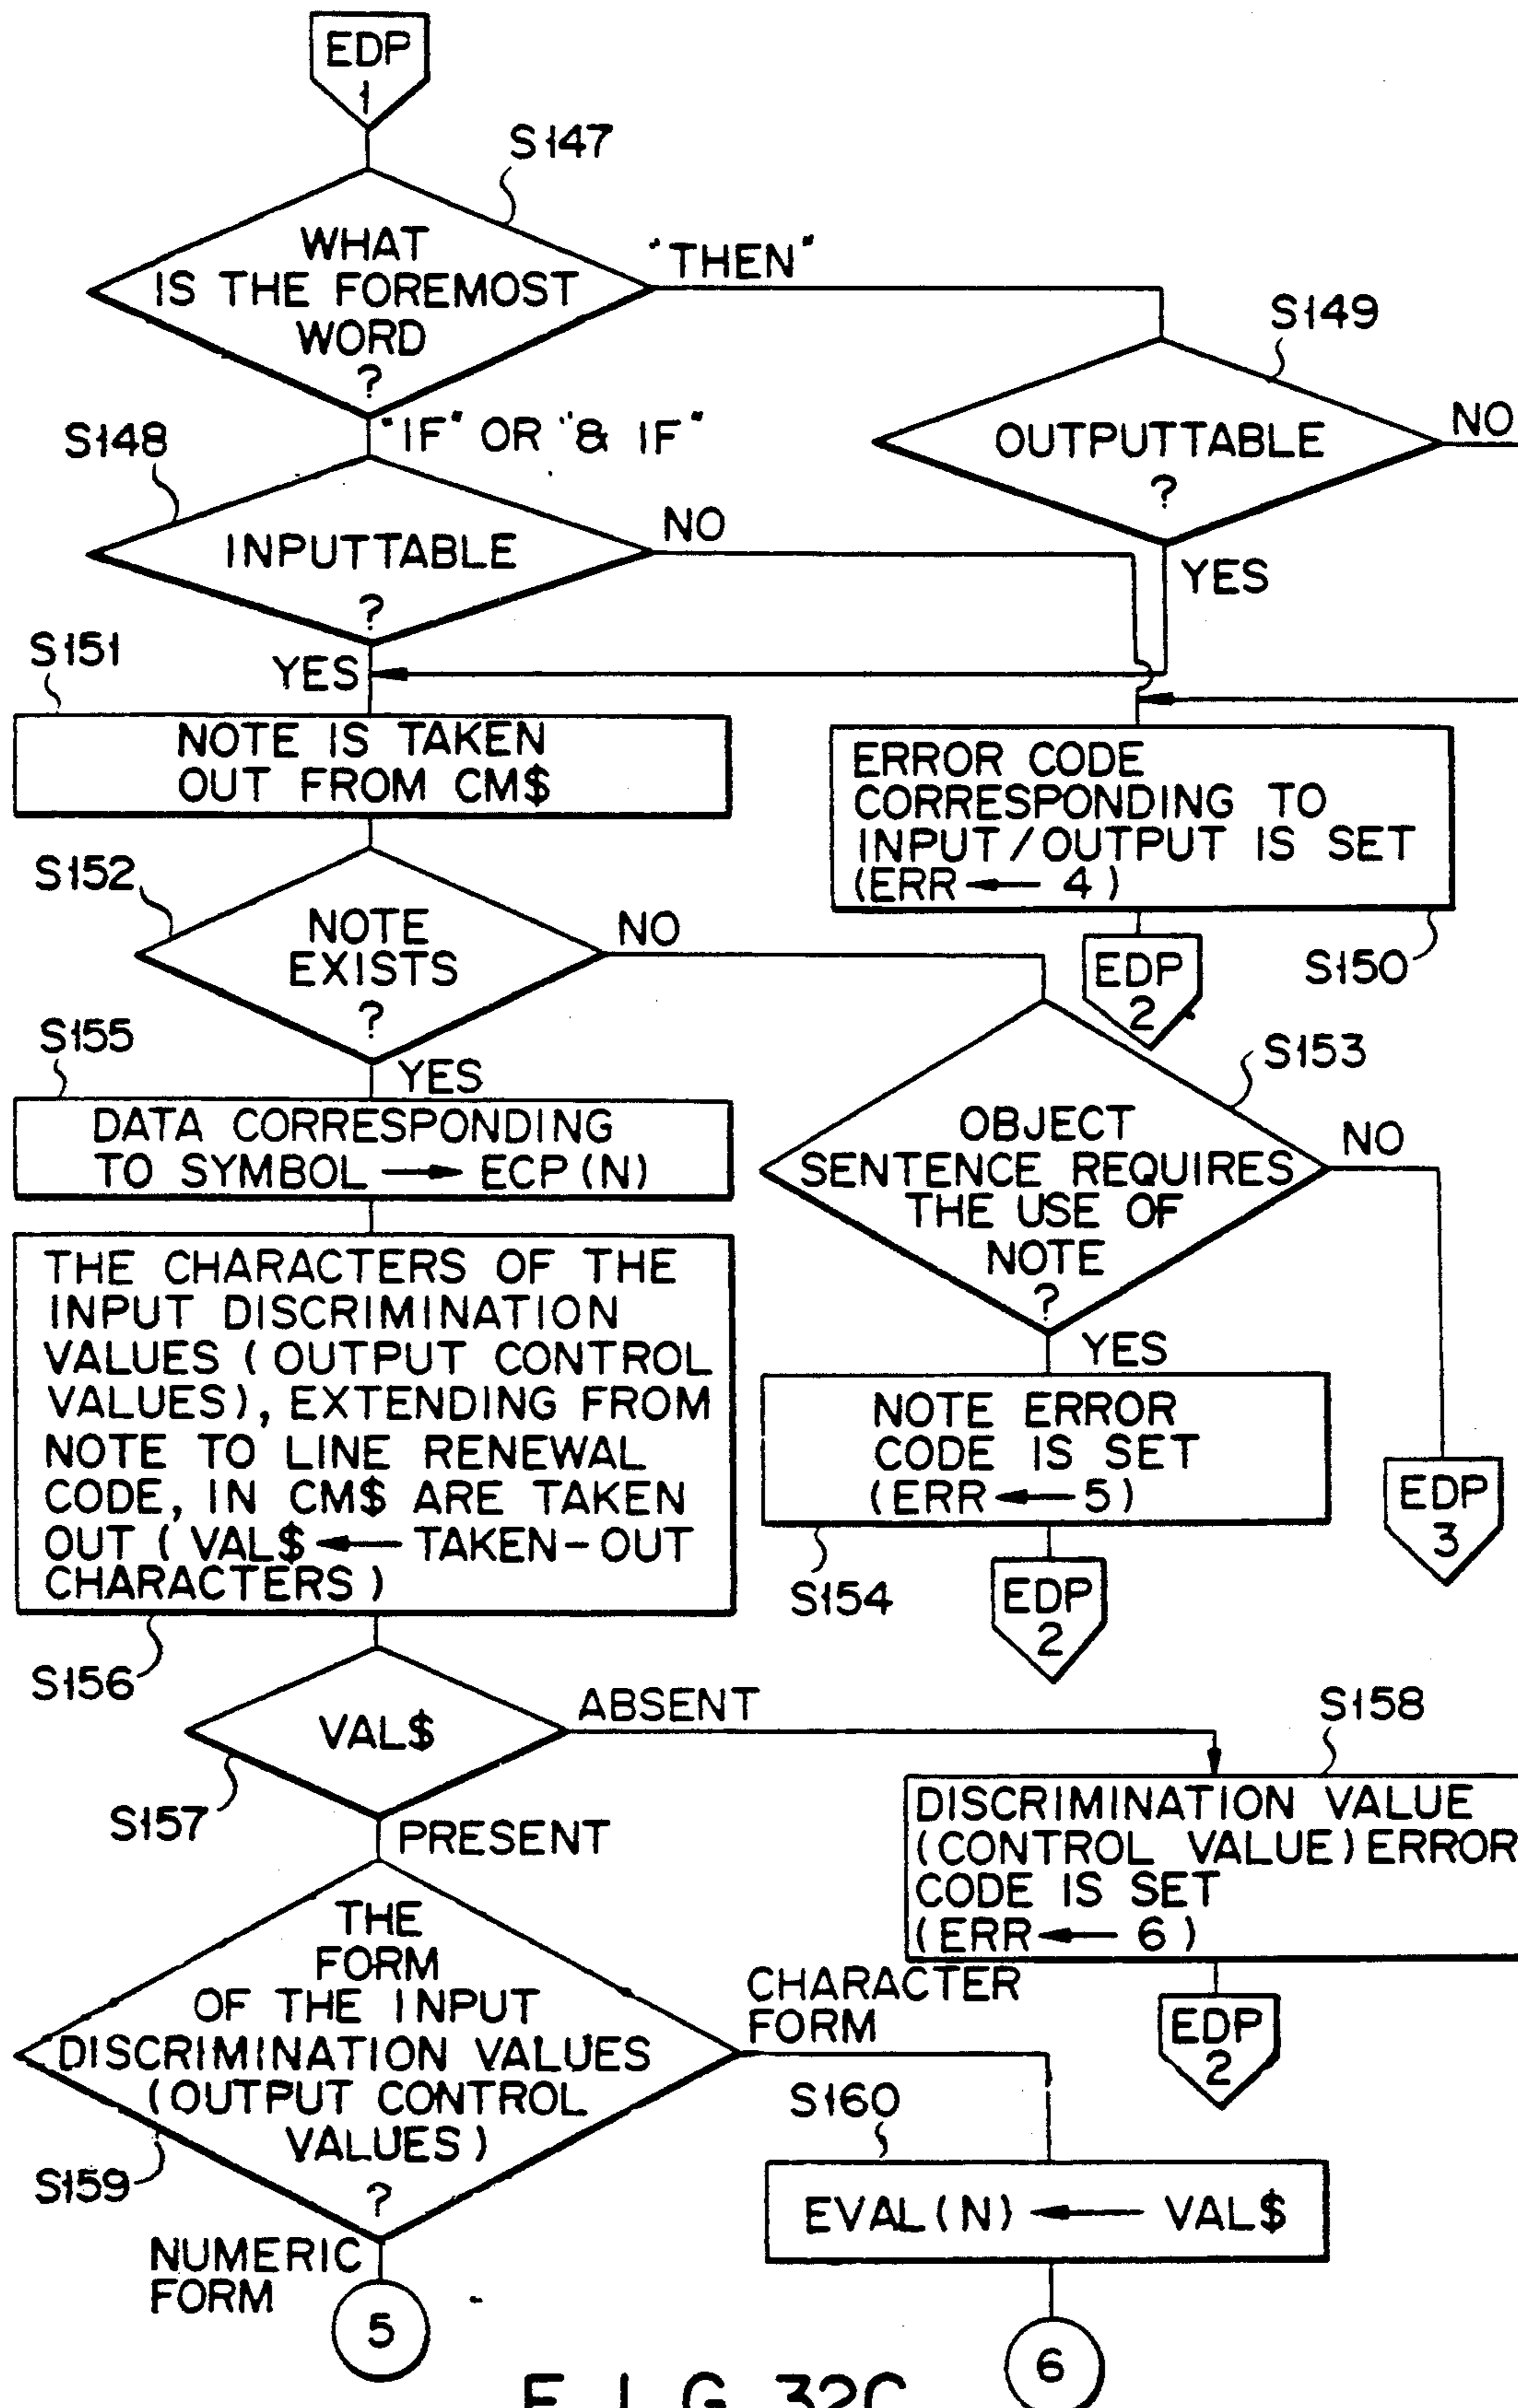 EDP
1
S147
WHAT
IS THE FOREMOST
WORD
?
"THEN"
S149
OUTPUTTABLE
?
NO
YES
"IF" OR "& IF"
S148
INPUTTABLE
?
NO
YES
S151
NOTE IS TAKEN
OUT FROM CM$
ERROR CODE
CORRESPONDING TO
INPUT/OUTPUT IS SET
(ERR ← 4)
S150
EDP
2
S152
NOTE
EXISTS
?
NO
YES
S153
OBJECT
SENTENCE REQUIRES
THE USE OF
NOTE
?
NO
YES
EDP
3
S155
DATA CORRESPONDING
TO SYMBOL → ECP(N)
NOTE ERROR
CODE IS SET
(ERR ← 5)
S154
EDP
2
THE CHARACTERS OF THE
INPUT DISCRIMINATION
VALUES (OUTPUT CONTROL
VALUES), EXTENDING FROM
NOTE TO LINE RENEWAL
CODE, IN CM$ ARE TAKEN
OUT (VAL$ ← TAKEN-OUT
CHARACTERS)
S156
VAL$
ABSENT
S157
PRESENT
S158
DISCRIMINATION VALUE
(CONTROL VALUE) ERROR
CODE IS SET
(ERR ← 6)
EDP
2
THE
FORM
OF THE INPUT
DISCRIMINATION VALUES
(OUTPUT CONTROL
VALUES)
?
S159
CHARACTER
FORM
S160
EVAL(N) ← VAL$
NUMERIC
FORM
5
6
FIG. 32C